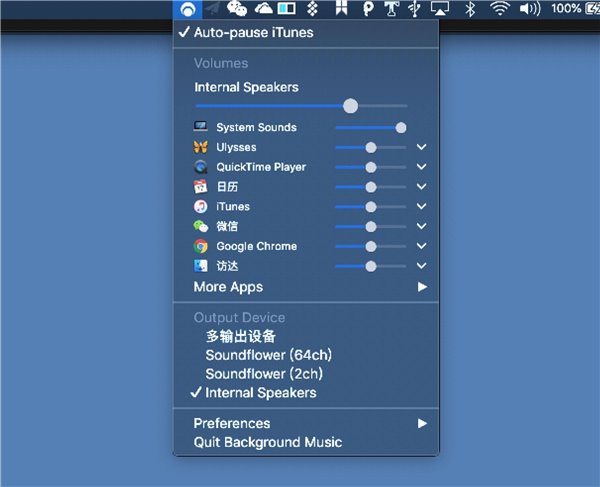 100%
Auto-pause iTunes
Volumes
Internal Speakers
System Sounds
Ulysses
QuickTime Player
日历
iTunes
微信
Google Chrome
访达
More Apps
Output Device
多输出设备
Soundflower (64ch)
Soundflower (2ch)
Internal Speakers
Preferences
Quit Background Music